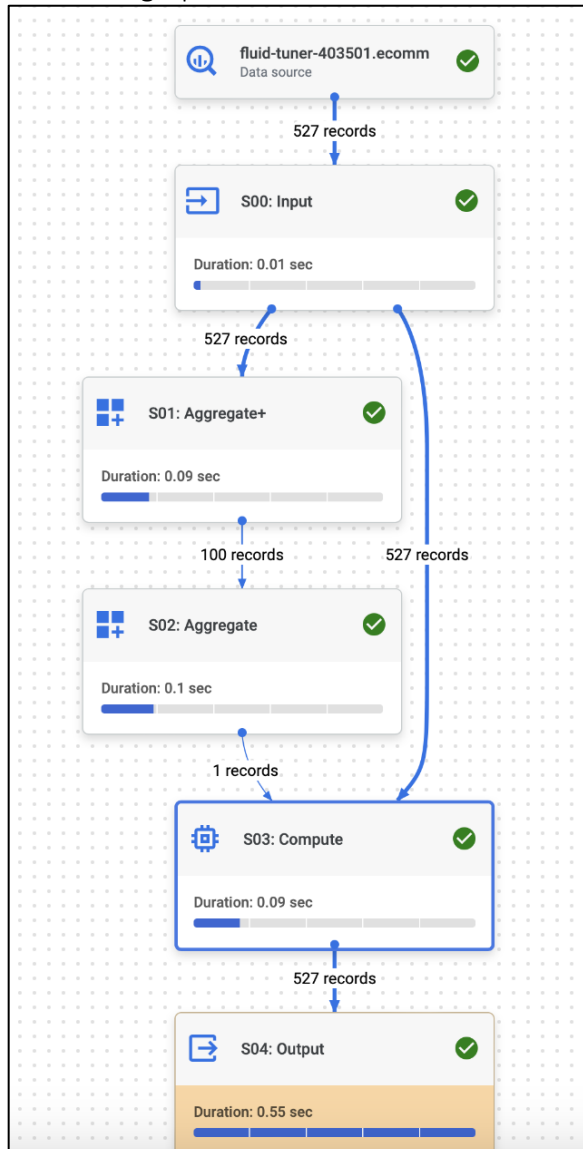 fluid-tuner-403501.ecomm
Data source
527 records
S00: Input
Duration: 0.01 sec
527 records
S01: Aggregate+
Duration: 0.09 sec
100 records
527 records
S02: Aggregate
Duration: 0.1 sec
1 records
S03: Compute
Duration: 0.09 sec
527 records
S04: Output
Duration: 0.55 sec